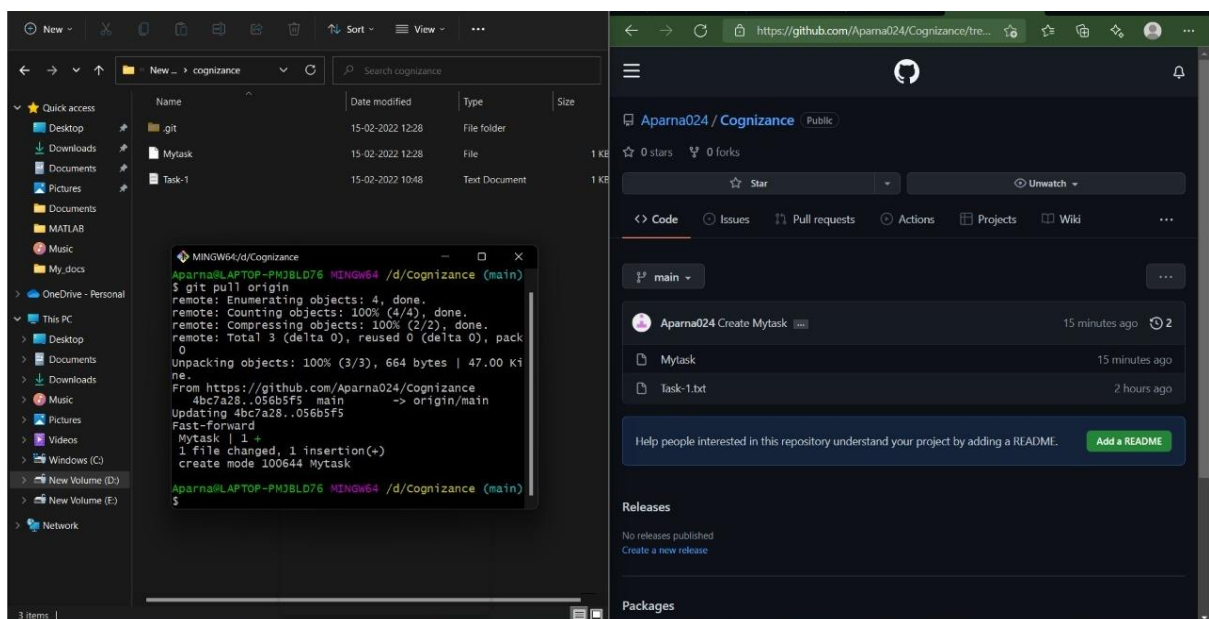 New
Sort
View
New _ > cognizance
Search cognizance
Name
Date modified
Type
Size
Quick access
Desktop
Downloads
Documents
Pictures
Documents
MATLAB
Music
My_docs
OneDrive - Personal
This PC
Desktop
Documents
Downloads
Music
Pictures
Videos
Windows (C:)
New Volume (D:)
New Volume (E:)
Network
.git 15-02-2022 12:28 File folder
Mytask 15-02-2022 12:28 File 1 KB
Task-1 15-02-2022 10:48 Text Document 1 KB
3 items
MINGW64:/d/Cognizance
Aparna@LAPTOP-PMJBLD76 MINGW64 /d/Cognizance (main)
$ git pull origin
remote: Enumerating objects: 4, done.
remote: Counting objects: 100% (4/4), done.
remote: Compressing objects: 100% (2/2), done.
remote: Total 3 (delta 0), reused 0 (delta 0), pack
0
Unpacking objects: 100% (3/3), 664 bytes | 47.00 Ki
ne.
From https://github.com/Aparna024/Cognizance
4bc7a28..056b5f5 main -> origin/main
Updating 4bc7a28..056b5f5
Fast-forward
Mytask | 1 +
1 file changed, 1 insertion(+)
create mode 100644 Mytask
Aparna@LAPTOP-PMJBLD76 MINGW64 /d/Cognizance (main)
$
https://github.com/Aparna024/Cognizance/tre...
Aparna024 / Cognizance Public
0 stars 0 forks
Star
Unwatch
Code Issues Pull requests Actions Projects Wiki
main
Aparna024 Create Mytask ... 15 minutes ago 2
Mytask 15 minutes ago
Task-1.txt 2 hours ago
Help people interested in this repository understand your project by adding a README. Add a README
Releases
No releases published
Create a new release
Packages